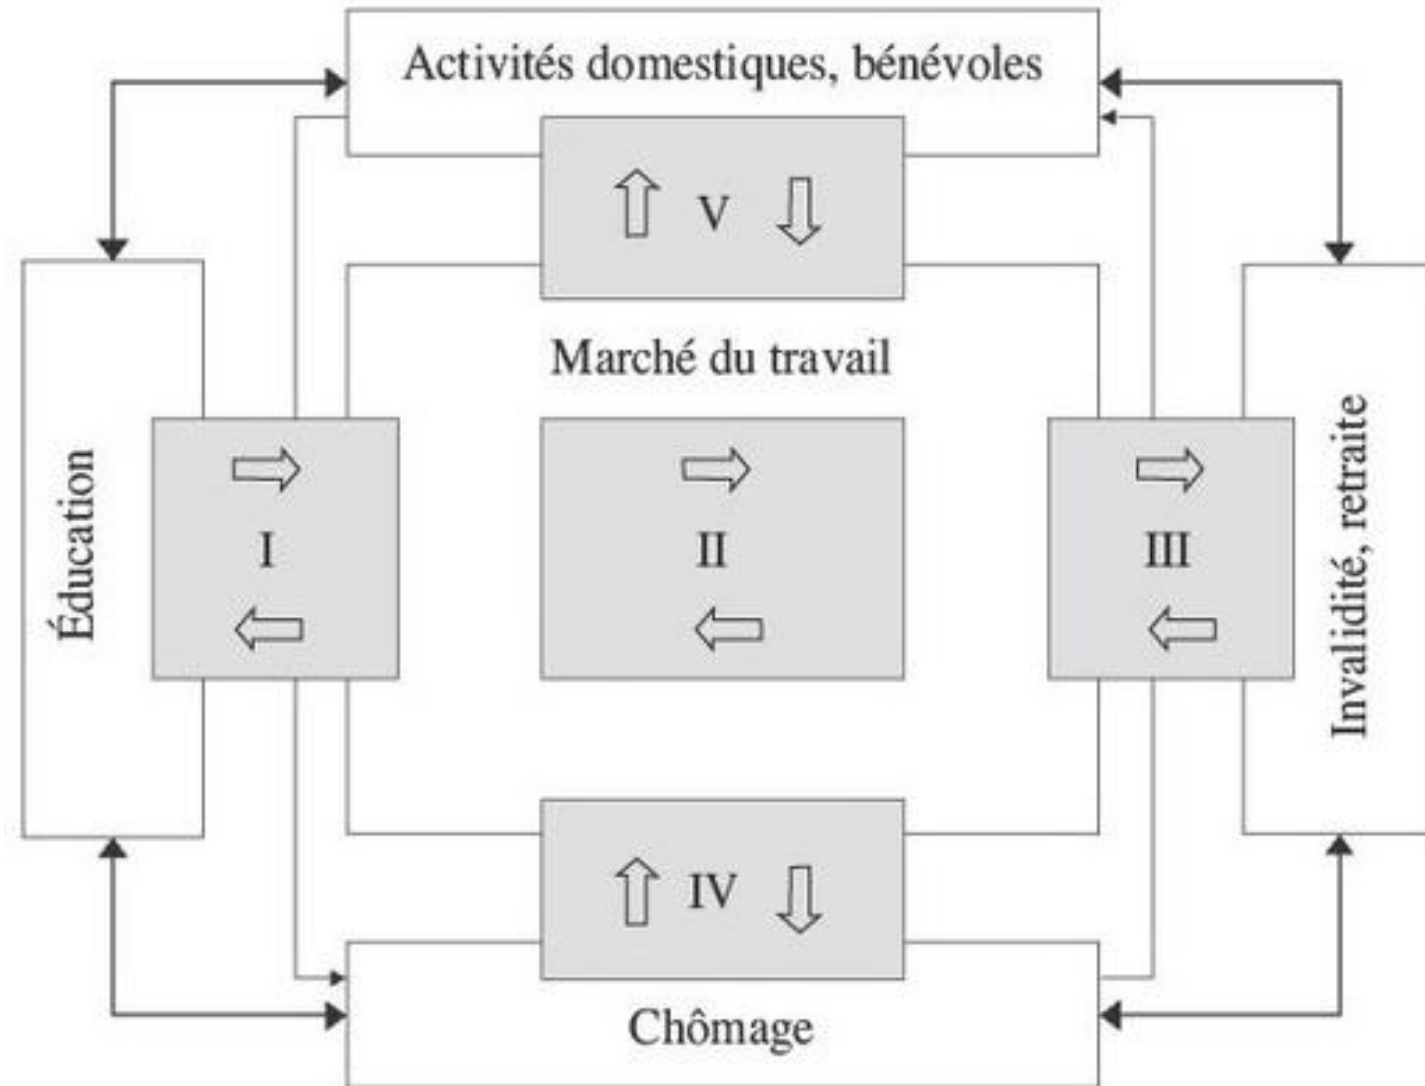 Activités domestiques, bénévoles
V
Marché du travail
Éducation
I
II
III
Invalidité, retraite
IV
Chômage